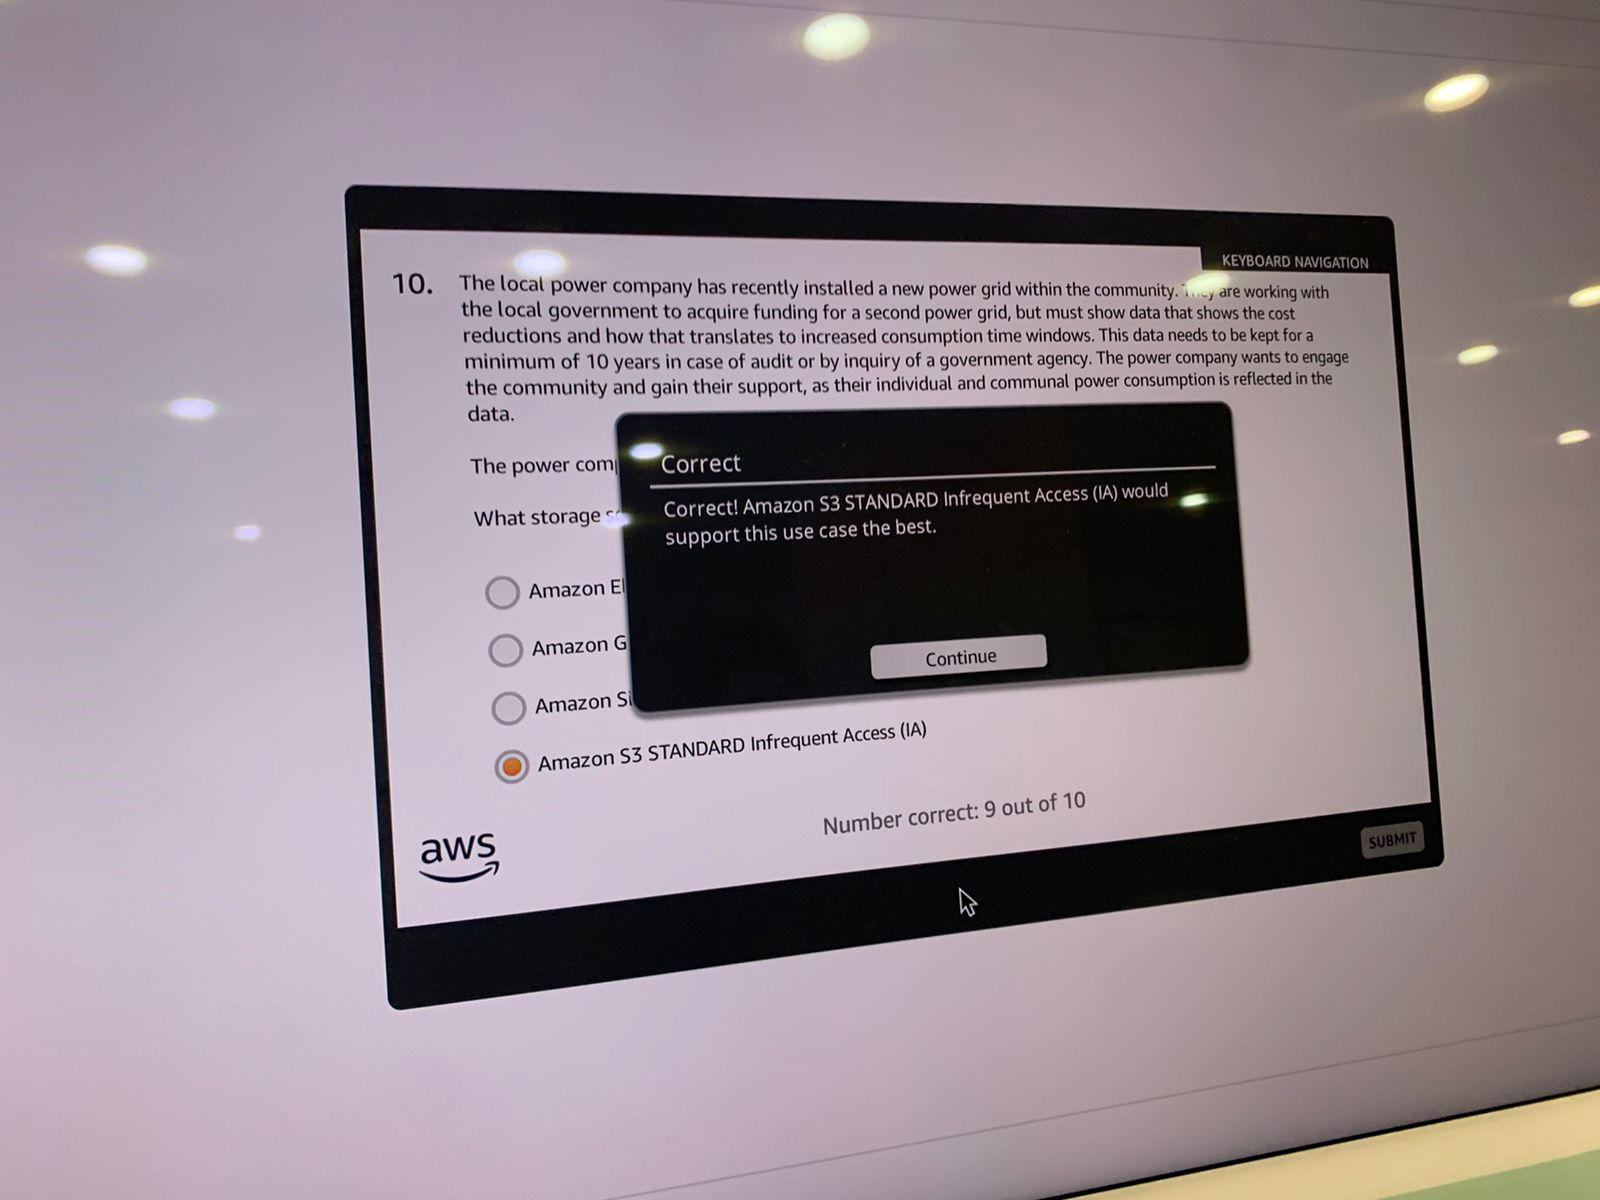 KEYBOARD NAVIGATION
10. The local power company has recently installed a new power grid within the community. They are working with
the local government to acquire funding for a second power grid, but must show data that shows the cost
reductions and how that translates to increased consumption time windows. This data needs to be kept for a
minimum of 10 years in case of audit or by inquiry of a government agency. The power company wants to engage
the community and gain their support, as their individual and communal power consumption is reflected in the
data.
The power com
What storage
Correct
Correct! Amazon S3 STANDARD Infrequent Access (IA) would
support this use case the best.
Continue
Amazon El
Amazon G
Amazon Si
Amazon S3 STANDARD Infrequent Access (IA)
Number correct: 9 out of 10
aws
SUBMIT